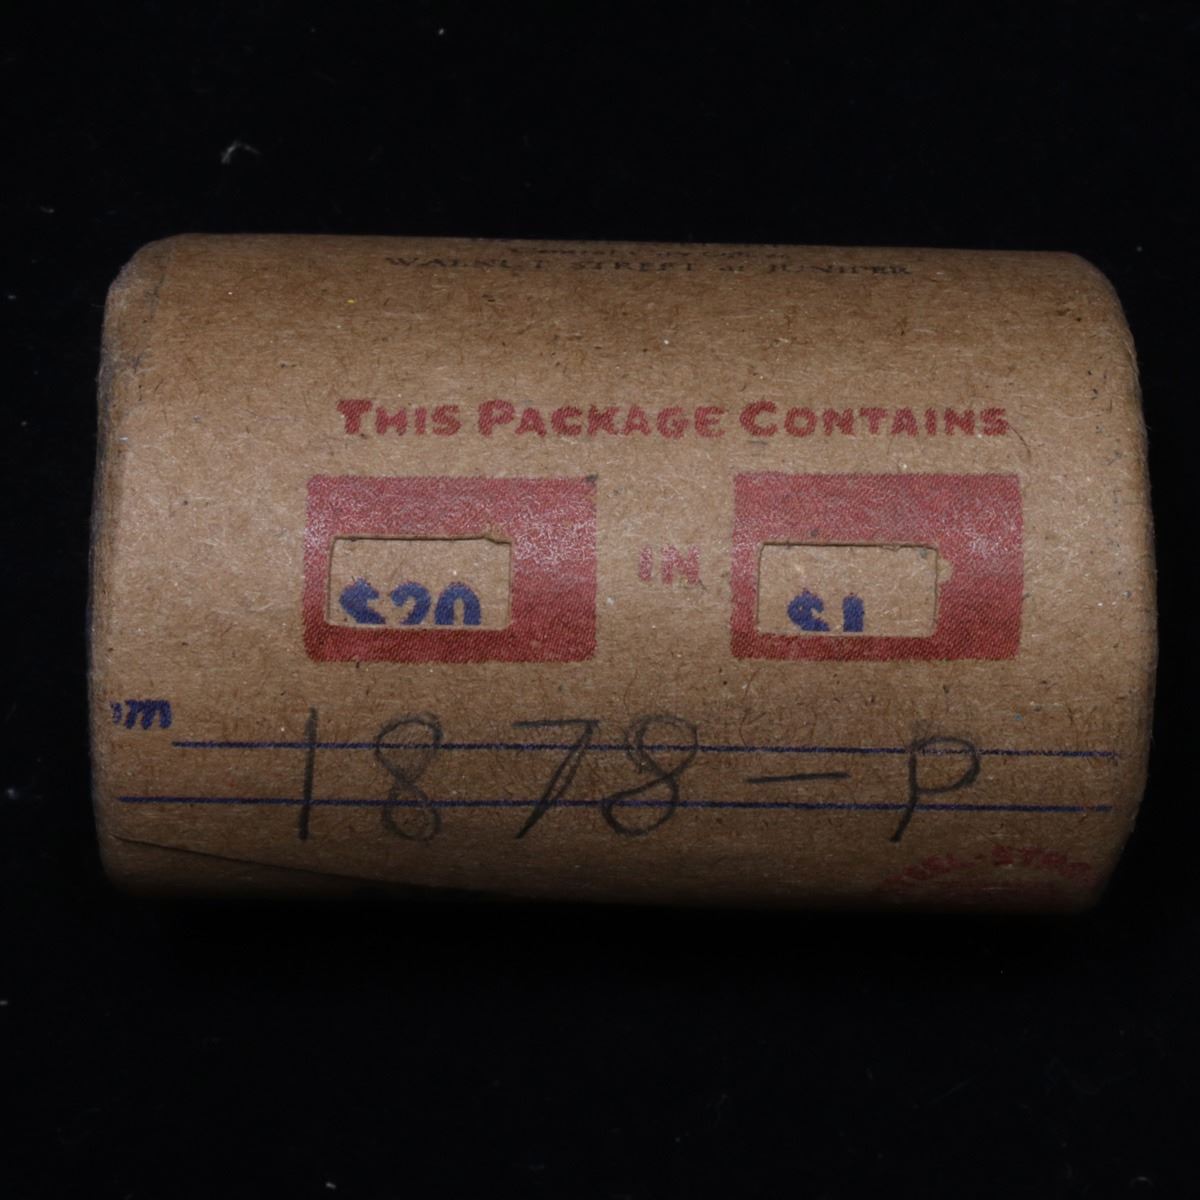 WALNUT STREET at JUNIPER
THIS PACKAGE CONTAINS
$20 IN $1
1878-P